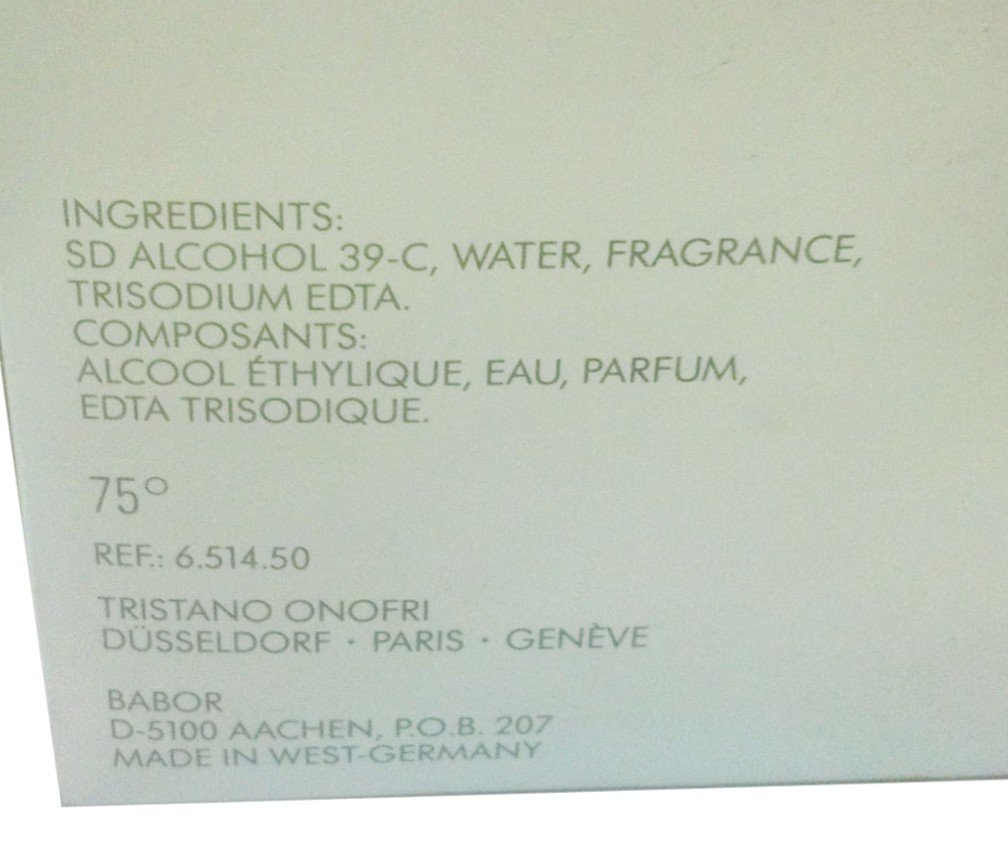 INGREDIENTS:
SD ALCOHOL 39-C, WATER, FRAGRANCE,
TRISODIUM EDTA.
COMPOSANTS:
ALCOOL ÉTHYLIQUE, EAU, PARFUM,
EDTA TRISODIQUE.
75°
REF.: 6.514.50
TRISTANO ONOFRI
DÜSSELDORF · PARIS · GENÈVE
BABOR
D-5100 AACHEN, P.O.B. 207
MADE IN WEST-GERMANY